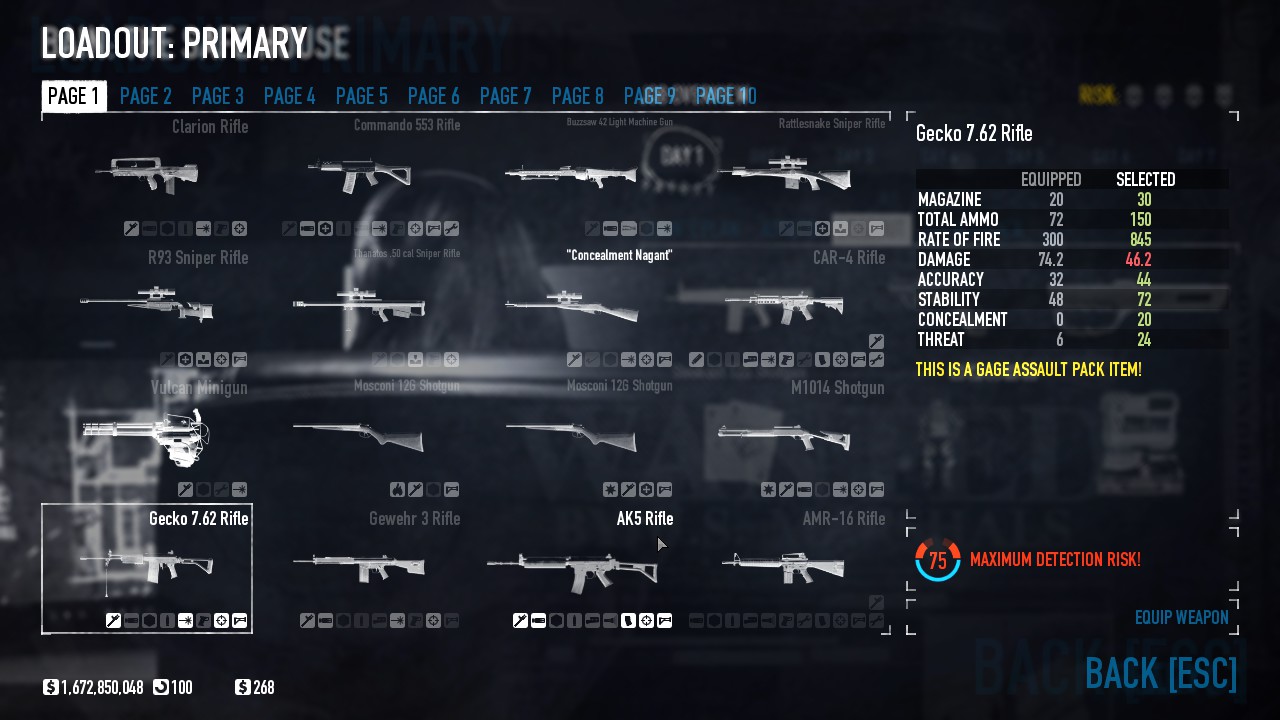 LOADOUT: PRIMARY
PAGE 1 PAGE 2 PAGE 3 PAGE 4 PAGE 5 PAGE 6 PAGE 7 PAGE 8 PAGE 9 PAGE 10
RISK:
Clarion Rifle Commando 553 Rifle Buzzsaw 42 Light Machine Gun Rattlesnake Sniper Rifle
DAY 1
R93 Sniper Rifle Thanatos .50 cal Sniper Rifle "Concealment Nagant" CAR-4 Rifle
Vulcan Minigun Mosconi 12G Shotgun Mosconi 12G Shotgun M1014 Shotgun
Gecko 7.62 Rifle Gewehr 3 Rifle AK5 Rifle AMR-16 Rifle
Gecko 7.62 Rifle
EQUIPPED SELECTED
MAGAZINE 20 30
TOTAL AMMO 72 150
RATE OF FIRE 300 845
DAMAGE 74.2 46.2
ACCURACY 32 44
STABILITY 48 72
CONCEALMENT 0 20
THREAT 6 24
THIS IS A GAGE ASSAULT PACK ITEM!
75 MAXIMUM DETECTION RISK!
EQUIP WEAPON
BACK [ESC]
$ 1,672,850,048 100 $ 268